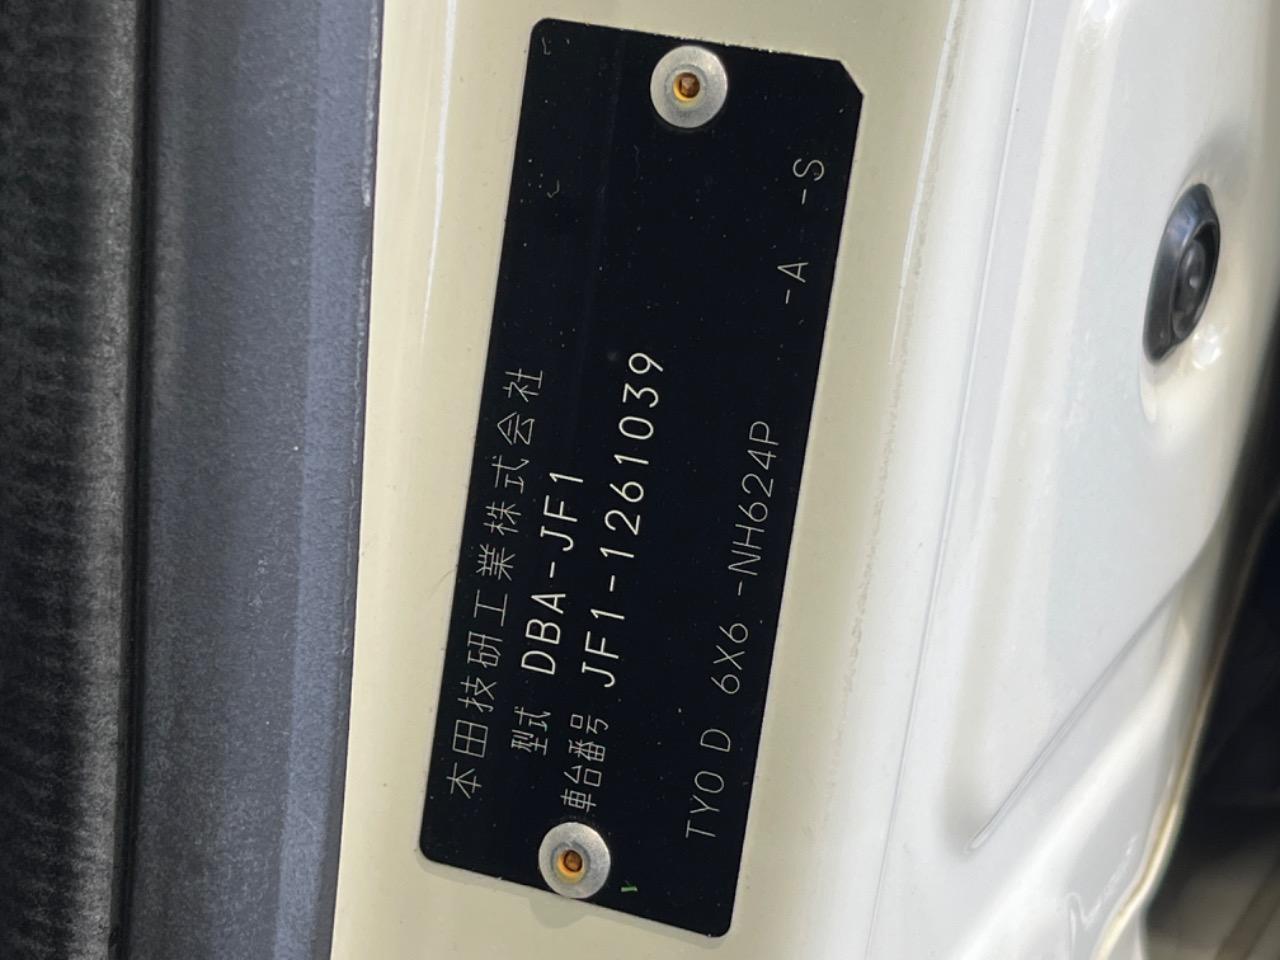 本田技研工業株式会社
型式 DBA-JF1
車台番号 JF1-1261039
TYO D 6X6 -NH624P -A -S